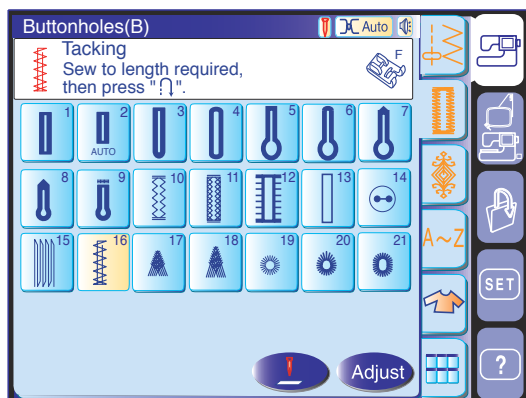 Buttonholes(B)
Auto
Tacking
Sew to length required,
then press "⋂".
F
1 2 3 4 5 6 7
AUTO
8 9 10 11 12 13 14
15 16 17 18 19 20 21
A~Z
SET
Adjust
?